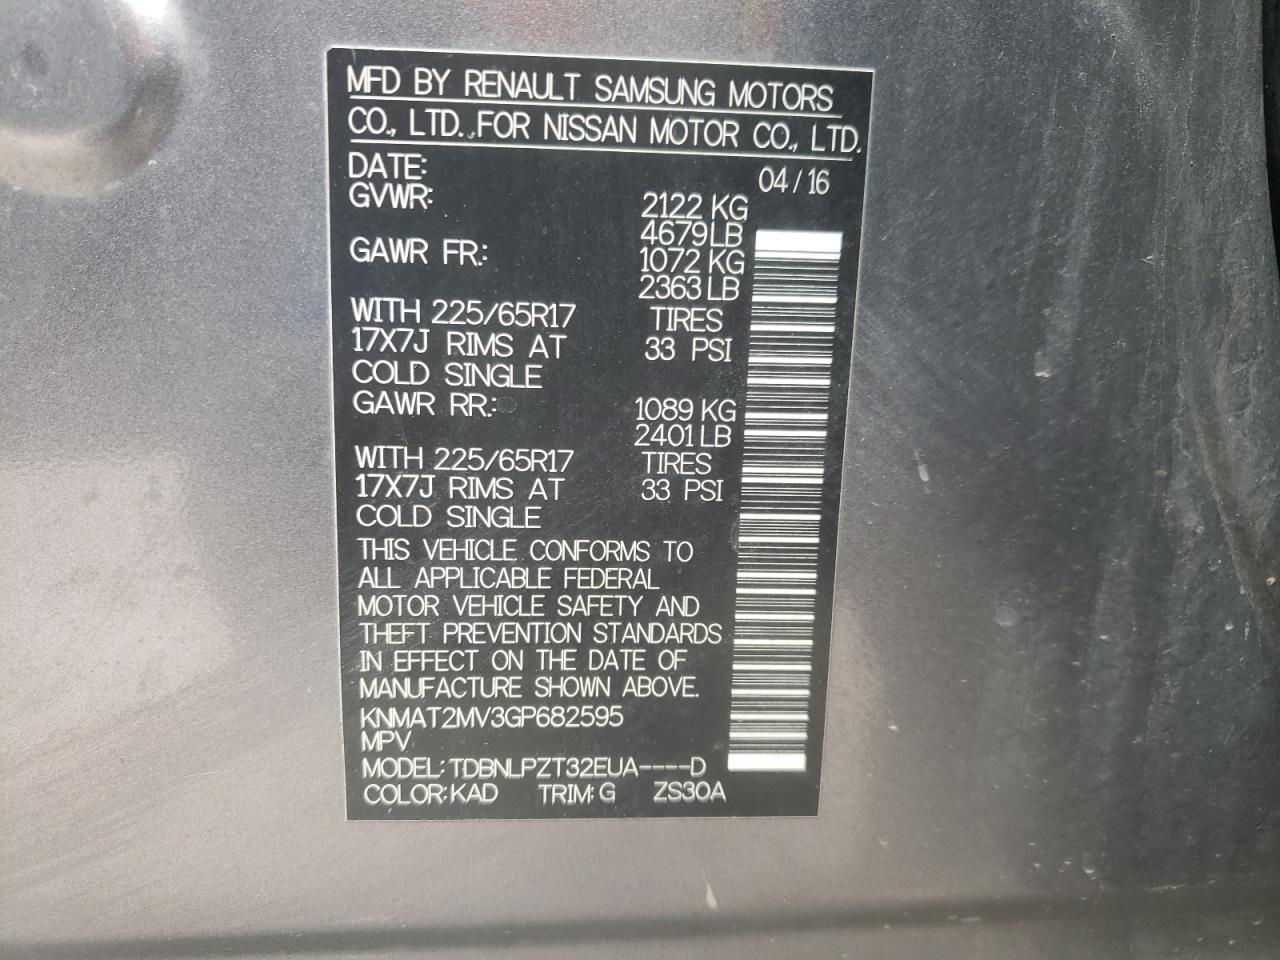 MFD BY RENAULT SAMSUNG MOTORS
CO., LTD. FOR NISSAN MOTOR CO., LTD.
DATE: 04 / 16
GVWR: 2122 KG
4679 LB
GAWR FR: 1072 KG
2363 LB
WITH 225/65R17 TIRES
17X7J RIMS AT 33 PSI
COLD SINGLE
GAWR RR: 1089 KG
2401 LB
WITH 225/65R17 TIRES
17X7J RIMS AT 33 PSI
COLD SINGLE
THIS VEHICLE CONFORMS TO
ALL APPLICABLE FEDERAL
MOTOR VEHICLE SAFETY AND
THEFT PREVENTION STANDARDS
IN EFFECT ON THE DATE OF
MANUFACTURE SHOWN ABOVE.
KNMAT2MV3GP682595
MPV
MODEL: TDBNLPZT32EUA----D
COLOR: KAD TRIM: G ZS30A